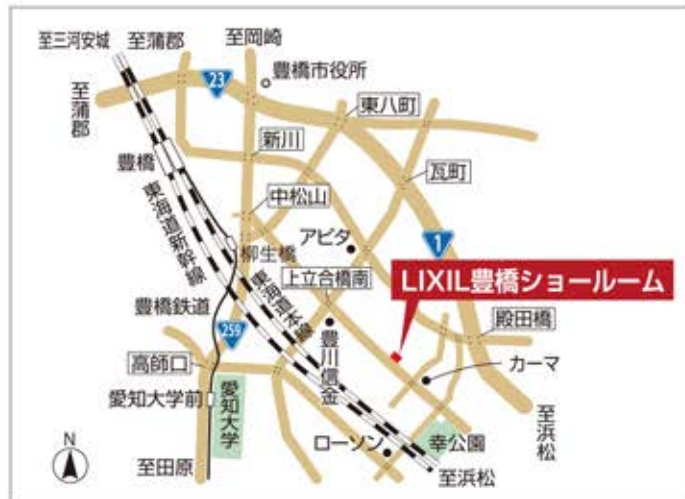 至三河安城
至蒲郡
至岡崎
豊橋市役所
23
至蒲郡
東八町
新川
豊橋
瓦町
中松山
東海道新幹線
アピタ
1
柳生橋
LIXIL豊橋ショールーム
上立合橋南
東海道本線
豊橋鉄道
殿田橋
259
豊川信金
高師口
カーマ
愛知大学前
愛知大学
至浜松
N
ローソン
幸公園
至田原
至浜松